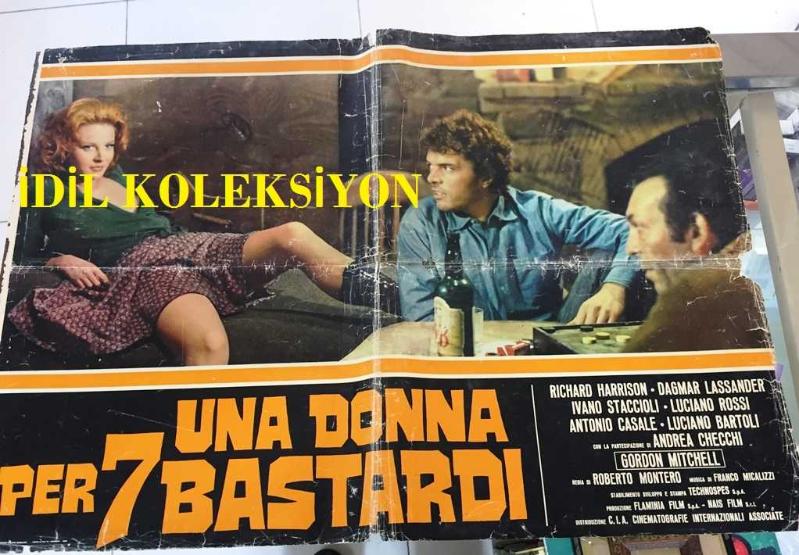 İDİL KOLEKSİYON
UNA DONNA
PER 7 BASTARDI
RICHARD HARRISON • DAGMAR LASSANDER
IVANO STACCIOLI • LUCIANO ROSSI
ANTONIO CASALE • LUCIANO BARTOLI
CON LA PARTECIPAZIONE DI ANDREA CHECCHI
GORDON MITCHELL
REGIA DI ROBERTO MONTERO MUSICA DI FRANCO MICALIZZI
STABILIMENTO SVILUPPO E STAMPA TECHNOSPES S.p.A.
PRODUZIONE FLAMINIA FILM S.p.A. - NAIS FILM S.r.l.
DISTRIBUZIONE C.I.A. CINEMATOGRAFIE INTERNAZIONALI ASSOCIATE